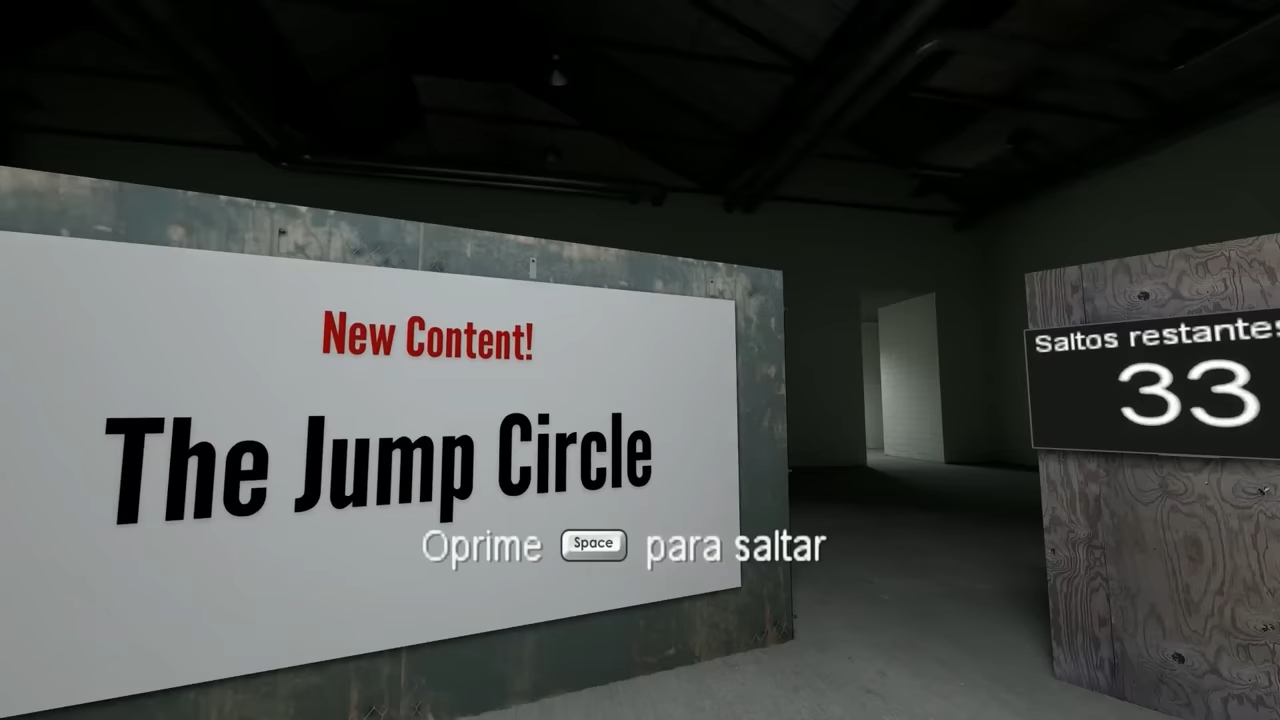 New Content!
The Jump Circle
Oprime Space para saltar
Saltos restantes
33